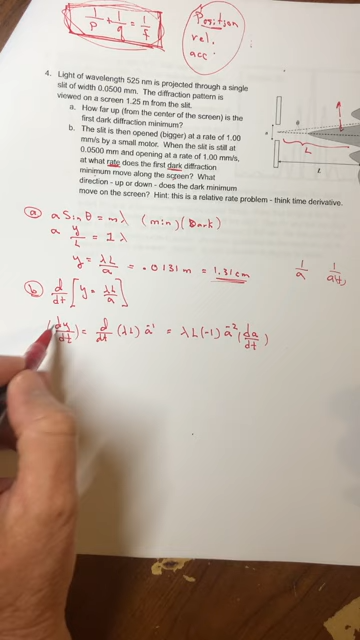 1/p + 1/q = 1/f
Position
vel.
acc.
4. Light of wavelength 525 nm is projected through a single
slit of width 0.0500 mm. The diffraction pattern is
viewed on a screen 1.25 m from the slit.
a. How far up (from the center of the screen) is the
first dark diffraction minimum?
b. The slit is then opened (bigger) at a rate of 1.00
mm/s by a small motor. When the slit is still at
0.0500 mm and opening at a rate of 1.00 mm/s,
at what rate does the first dark diffraction
minimum move along the screen? What
direction - up or down - does the dark minimum
move on the screen? Hint: this is a relative rate problem - think time derivative.
θ
L
L
(a) a Sin θ = mλ (min) (Dark)
a y/L = 1 λ
y = λL/a = .0131 m = 1.31 cm
1/a 1/a(t)
(b) d/dt [y = λL/a]
(dy/dt) = d/dt (λL) a⁻¹ = λL(-1) a⁻² (da/dt)